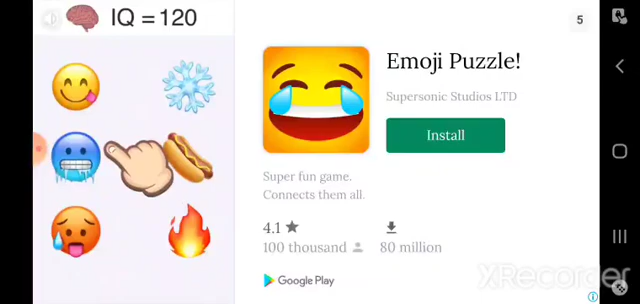 IQ = 120
5
Emoji Puzzle!
Supersonic Studios LTD
Install
Super fun game.
Connects them all.
4.1
100 thousand
80 million
Google Play
XRecorder